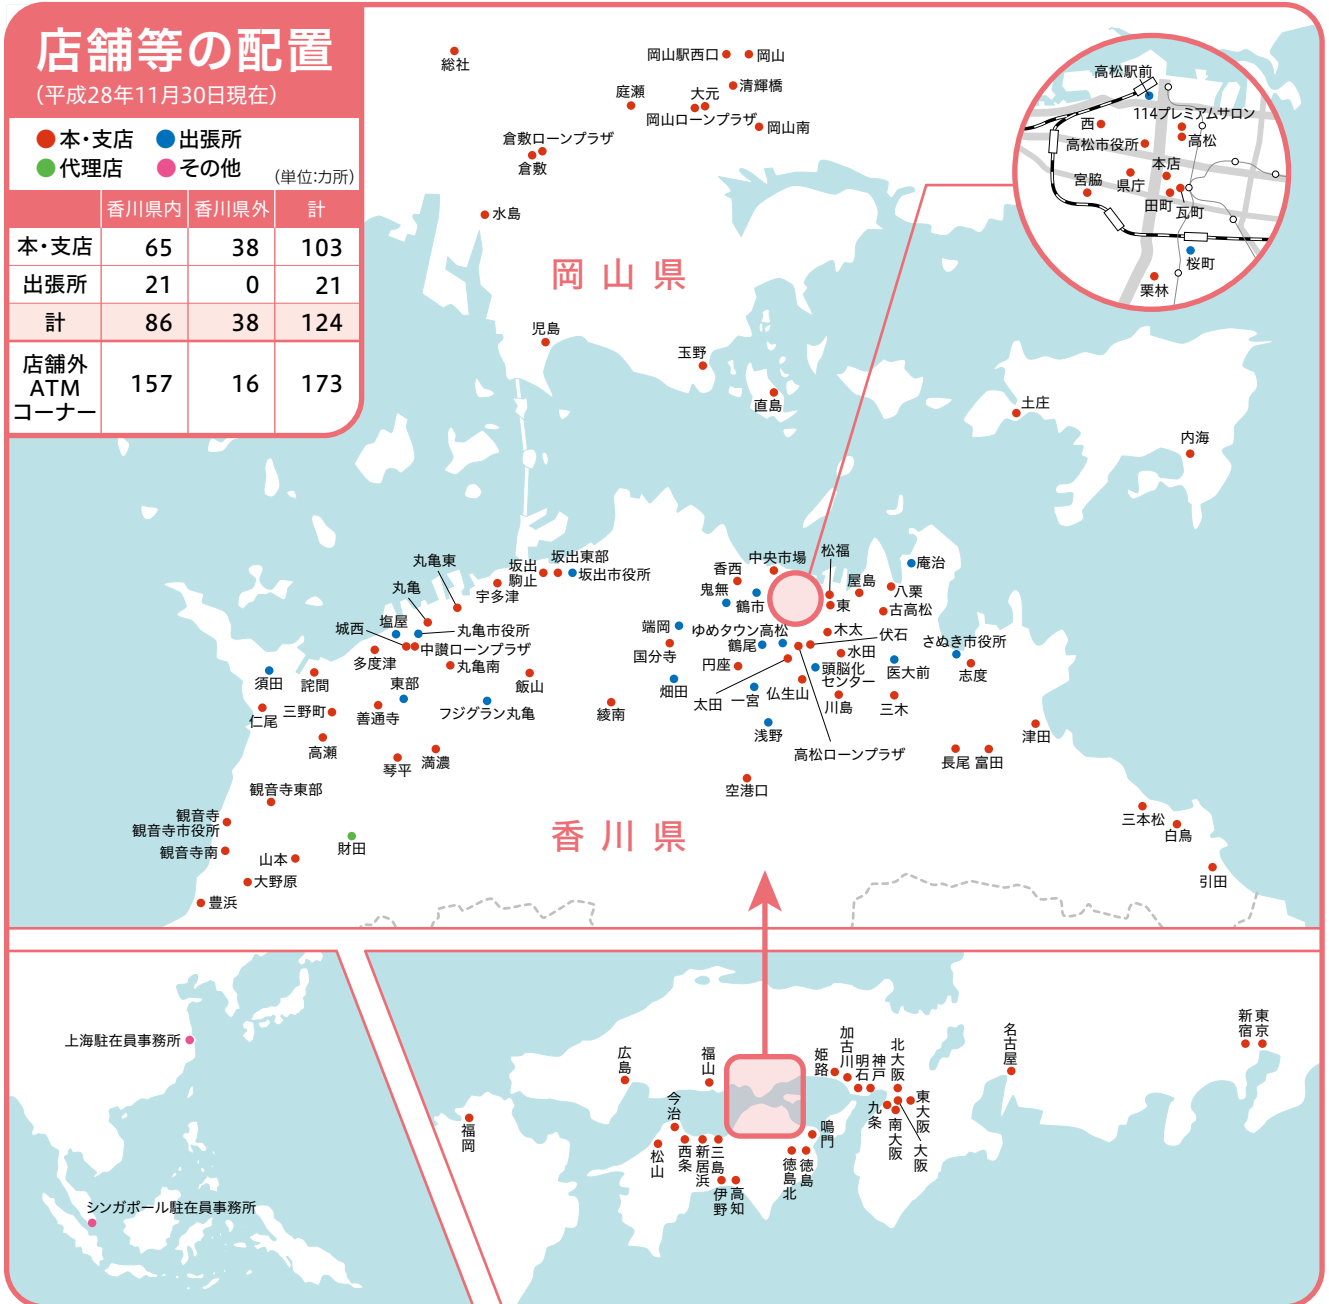 店舗等の配置
（平成28年11月30日現在）
●本・支店 ●出張所
●代理店 ●その他
(単位:カ所)
香川県内 香川県外 計
本・支店 65 38 103
出張所 21 0 21
計 86 38 124
店舗外
ATM
コーナー
157 16 173
総社
岡山駅西口
岡山
清輝橋
庭瀬
大元
岡山ローンプラザ
岡山南
倉敷ローンプラザ
倉敷
水島
岡山県
児島
玉野
直島
土庄
内海
高松駅前
114プレミアムサロン
西
高松
高松市役所
本店
宮脇
県庁
田町
瓦町
桜町
栗林
丸亀東
坂出
駒止
坂出東部
坂出市役所
宇多津
丸亀
塩屋
城西
丸亀市役所
中讃ローンプラザ
多度津
丸亀南
飯山
須田
詫間
東部
フジグラン丸亀
仁尾
三野町
善通寺
綾南
高瀬
琴平
満濃
観音寺東部
観音寺
観音寺市役所
観音寺南
財田
山本
大野原
豊浜
香川県
中央市場
松福
香西
鬼無
鶴市
屋島
庵治
八栗
東
古高松
端岡
ゆめタウン高松
鶴尾
木太
伏石
さぬき市役所
国分寺
円座
水田
頭脳化
センター
医大前
志度
畑田
太田
一宮
仏生山
川島
三木
浅野
高松ローンプラザ
津田
長尾
富田
空港口
三本松
白鳥
引田
上海駐在員事務所
シンガポール駐在員事務所
福岡
広島
福山
今治
松山
西条
新居浜
三島
伊野
高知
徳島北
徳島
鳴門
姫路
加古川
明石
神戸
北大阪
九条
南大阪
東大阪
大阪
名古屋
新宿
東京